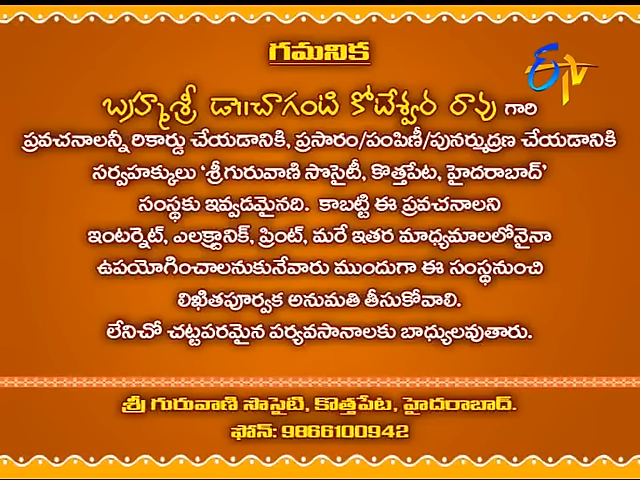 గమనిక
ETV
బ్రహ్మశ్రీ డా||చాగంటి కోటేశ్వర రావు గారి
ప్రవచనాలన్నీ రికార్డు చేయడానికి, ప్రసారం/పంపిణీ/పునర్ముద్రణ చేయడానికి
సర్వహక్కులు 'శ్రీగురువాణి సొసైటీ, కొత్తపేట, హైదరాబాద్'
సంస్థకు ఇవ్వడమైనది. కాబట్టి ఈ ప్రవచనాలని
ఇంటర్నెట్, ఎలక్ట్రానిక్, ప్రింట్, మరే ఇతర మాధ్యమాలలోనైనా
ఉపయోగించాలనుకునేవారు ముందుగా ఈ సంస్థనుంచి
లిఖితపూర్వక అనుమతి తీసుకోవాలి.
లేనిచో చట్టపరమైన పర్యవసానాలకు బాధ్యులవుతారు.
శ్రీ గురువాణి సొసైటి, కొత్తపేట, హైదరాబాద్.
ఫోన్: 9866100942